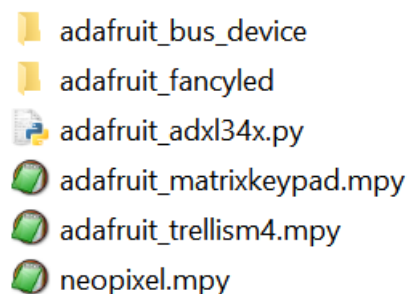 adafruit_bus_device
adafruit_fancyled
adafruit_adxl34x.py
adafruit_matrixkeypad.mpy
adafruit_trellism4.mpy
neopixel.mpy